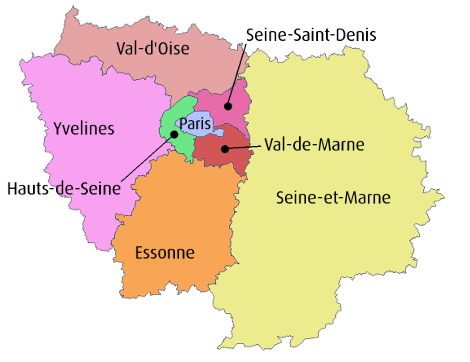 Seine-Saint-Denis
Val-d'Oise
Paris
Yvelines
Val-de-Marne
Hauts-de-Seine
Seine-et-Marne
Essonne